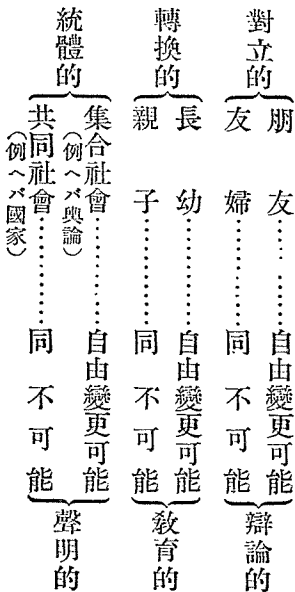 對立的
朋友……………自由變更可能
友婦……………同不可能
辯論的
轉換的
長幼……………自由變更可能
親子……………同不可能
敎育的
統體的
集合社會……………自由變更可能
(例ヘバ輿論)
共同社會……………同不可能
(例ヘバ國家)
聲明的